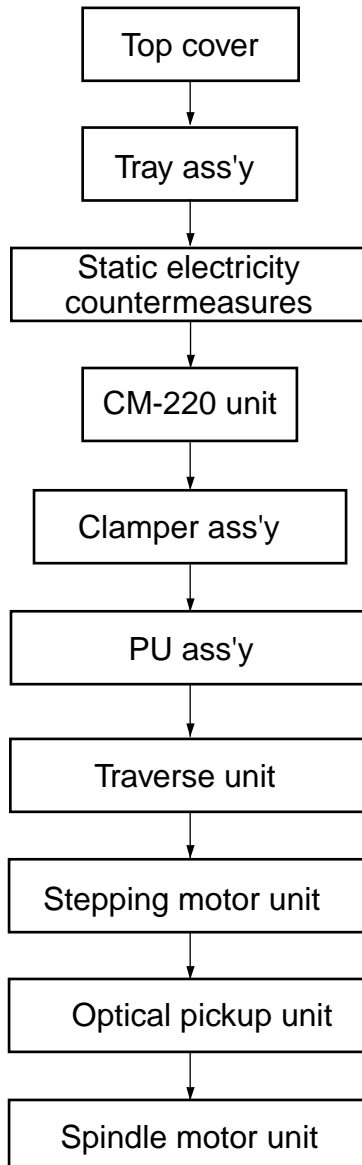 Top cover
Tray ass'y
Static electricity
countermeasures
CM-220 unit
Clamper ass'y
PU ass'y
Traverse unit
Stepping motor unit
Optical pickup unit
Spindle motor unit